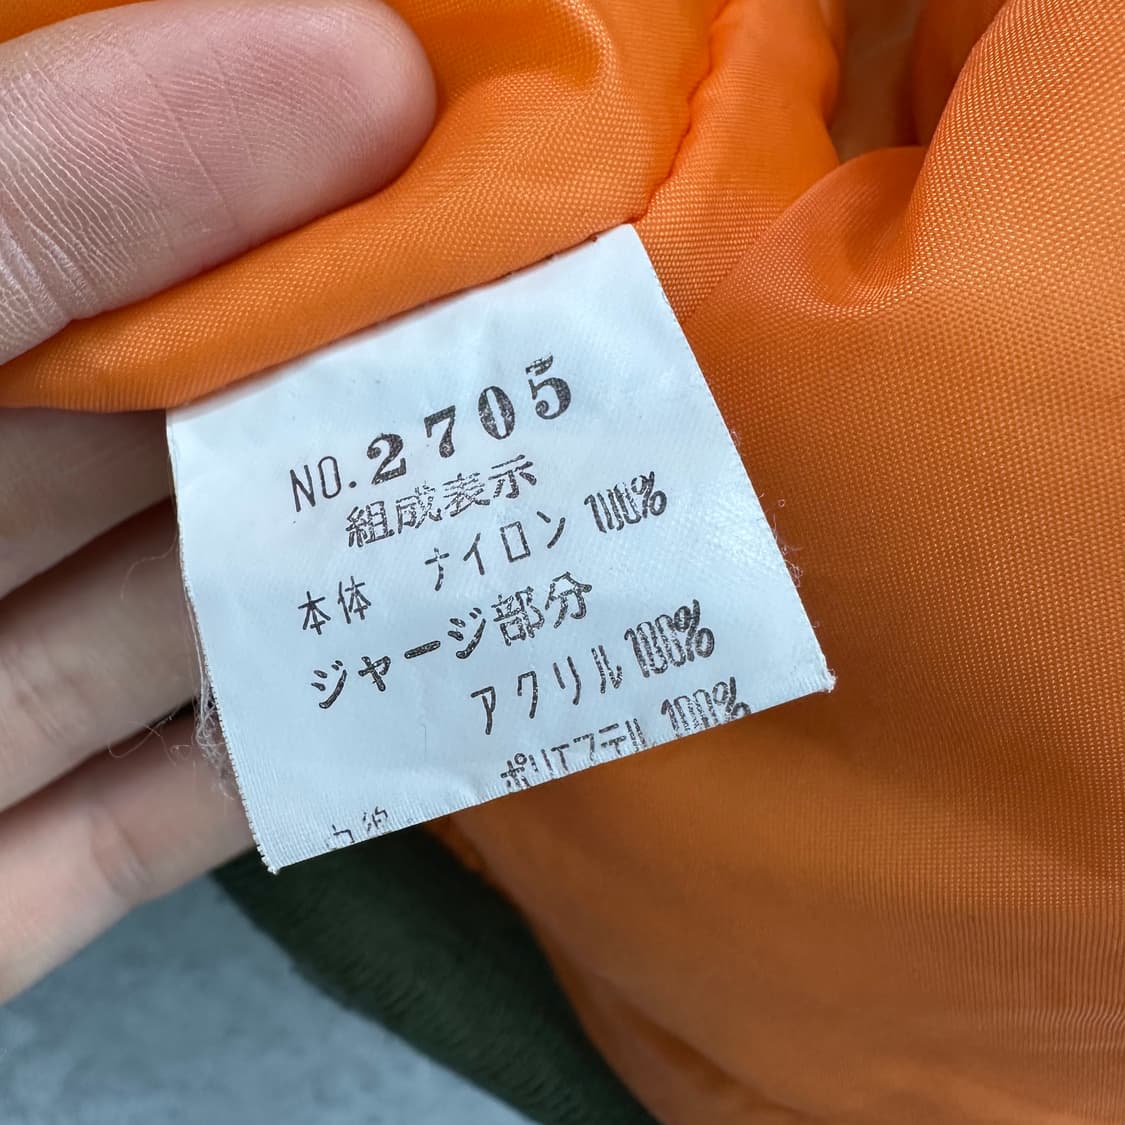 NO. 2705
組成表示
本体 ナイロン 100%
ジャージ部分
アクリル 100%
ポリエステル 100%